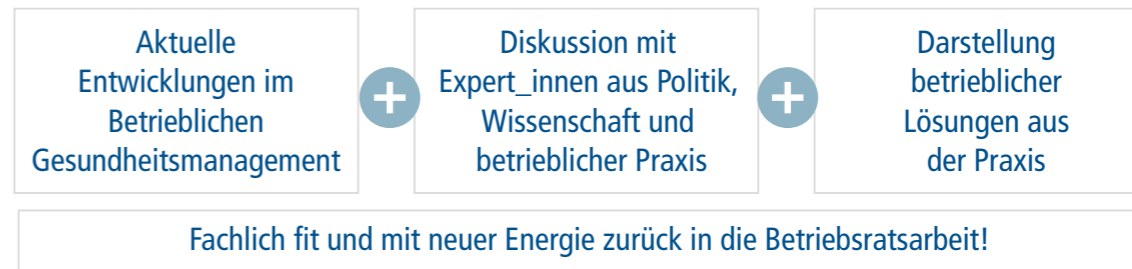 Aktuelle
Entwicklungen im
Betrieblichen
Gesundheitsmanagement
+
Diskussion mit
Expert_innen aus Politik,
Wissenschaft und
betrieblicher Praxis
+
Darstellung
betrieblicher
Lösungen aus
der Praxis
Fachlich fit und mit neuer Energie zurück in die Betriebsratsarbeit!